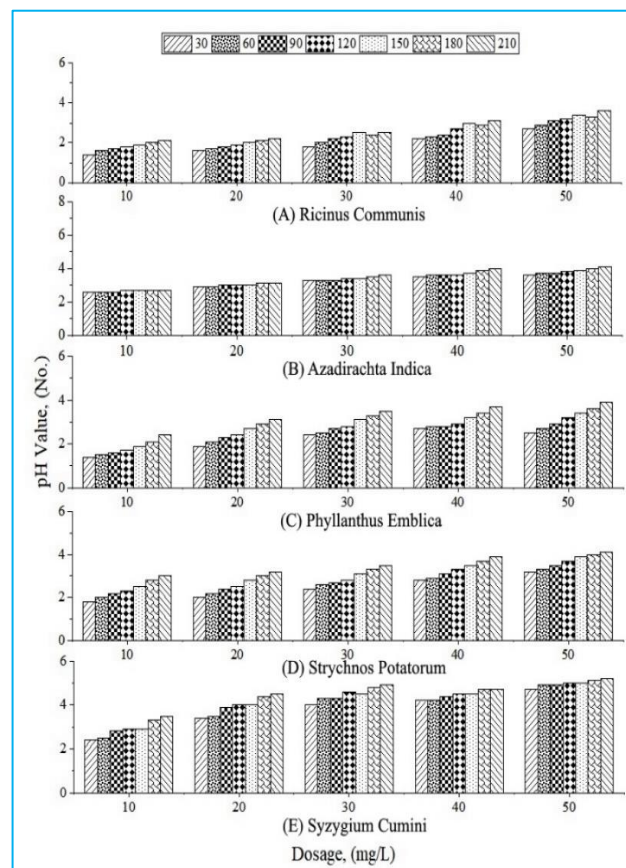 30 60 90 120 150 180 210
6
4
2
0
10 20 30 40 50
(A) Ricinus Communis
8
6
4
2
0
10 20 30 40 50
(B) Azadirachta Indica
6
4
2
0
10 20 30 40 50
(C) Phyllanthus Emblica
6
4
2
0
10 20 30 40 50
(D) Strychnos Potatorum
6
4
2
0
10 20 30 40 50
(E) Syzygium Cumini
Dosage, (mg/L)
pH Value, (No.)